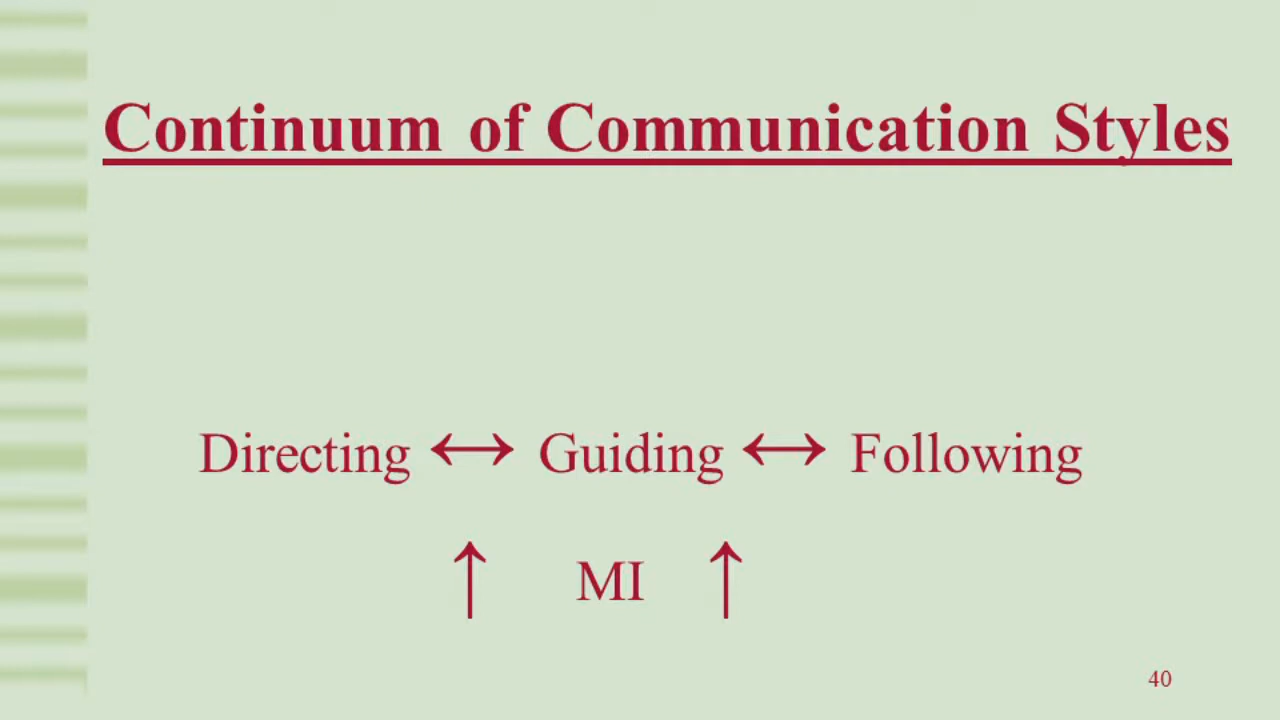 Continuum of Communication Styles
Directing ↔ Guiding ↔ Following
↑ MI ↑
40